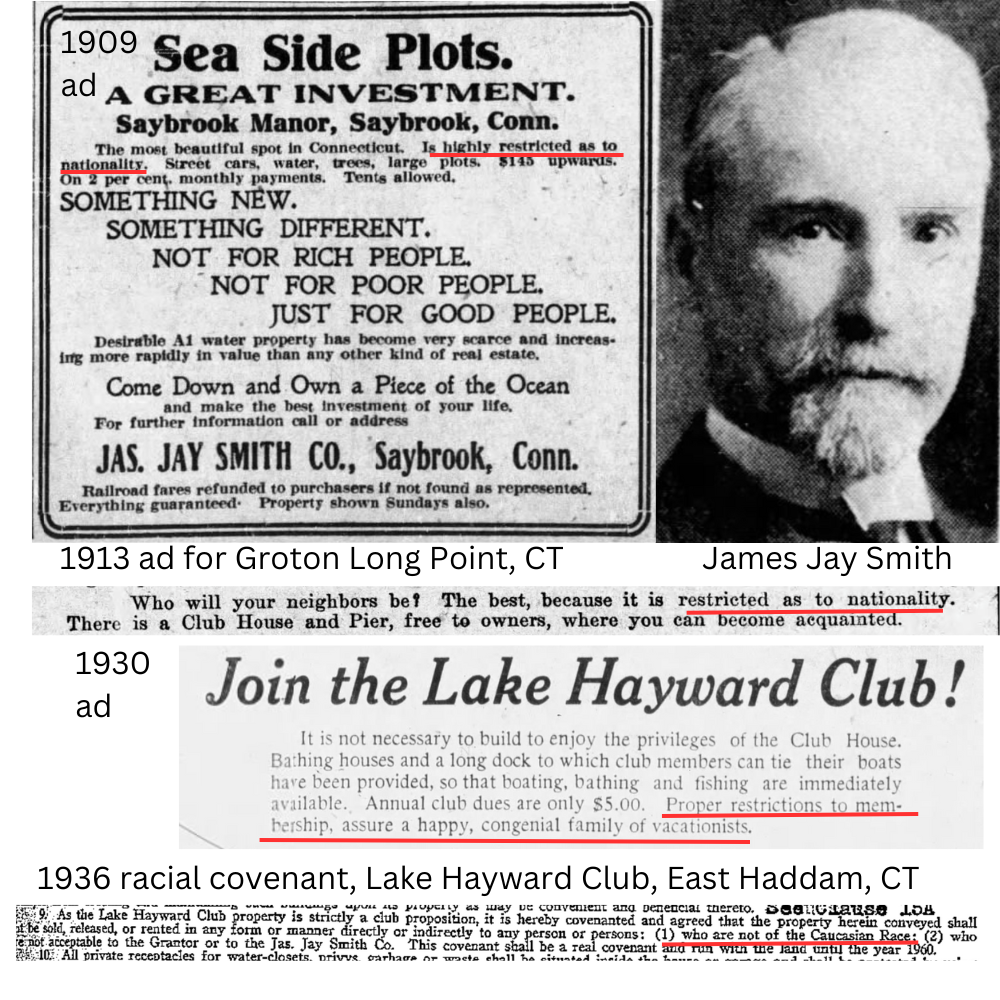 1909
ad
Sea Side Plots.
A GREAT INVESTMENT.
Saybrook Manor, Saybrook, Conn.
The most beautiful spot in Connecticut. Is highly restricted as to
nationality. Street cars, water, trees, large plots. $145 upwards.
On 2 per cent. monthly payments. Tents allowed.
SOMETHING NEW.
SOMETHING DIFFERENT.
NOT FOR RICH PEOPLE.
NOT FOR POOR PEOPLE.
JUST FOR GOOD PEOPLE.
Desirable A1 water property has become very scarce and increas-
ing more rapidly in value than any other kind of real estate.
Come Down and Own a Piece of the Ocean
and make the best investment of your life.
For further information call or address
JAS. JAY SMITH CO., Saybrook, Conn.
Railroad fares refunded to purchasers if not found as represented.
Everything guaranteed. Property shown Sundays also.
1913 ad for Groton Long Point, CT
James Jay Smith
Who will your neighbors be? The best, because it is restricted as to nationality.
There is a Club House and Pier, free to owners, where you can become acquainted.
1930
ad
Join the Lake Hayward Club!
It is not necessary to build to enjoy the privileges of the Club House.
Bathing houses and a long dock to which club members can tie their boats
have been provided, so that boating, bathing and fishing are immediately
available. Annual club dues are only $5.00. Proper restrictions to mem-
bership, assure a happy, congenial family of vacationists.
1936 racial covenant, Lake Hayward Club, East Haddam, CT
buildings upon its property as may be convenient and beneficial thereto. See Clause 15A
9. As the Lake Hayward Club property is strictly a club proposition, it is hereby covenanted and agreed that the property herein conveyed shall
be sold, released, or rented in any form or manner directly or indirectly to any person or persons: (1) who are not of the Caucasian Race: (2) who
not acceptable to the Grantor or to the Jas. Jay Smith Co. This covenant shall be a real covenant and run with the land until the year 1960.
10. All private receptacles for water-closets, privys, garbage or waste shall be situated inside the house or garage and shall be